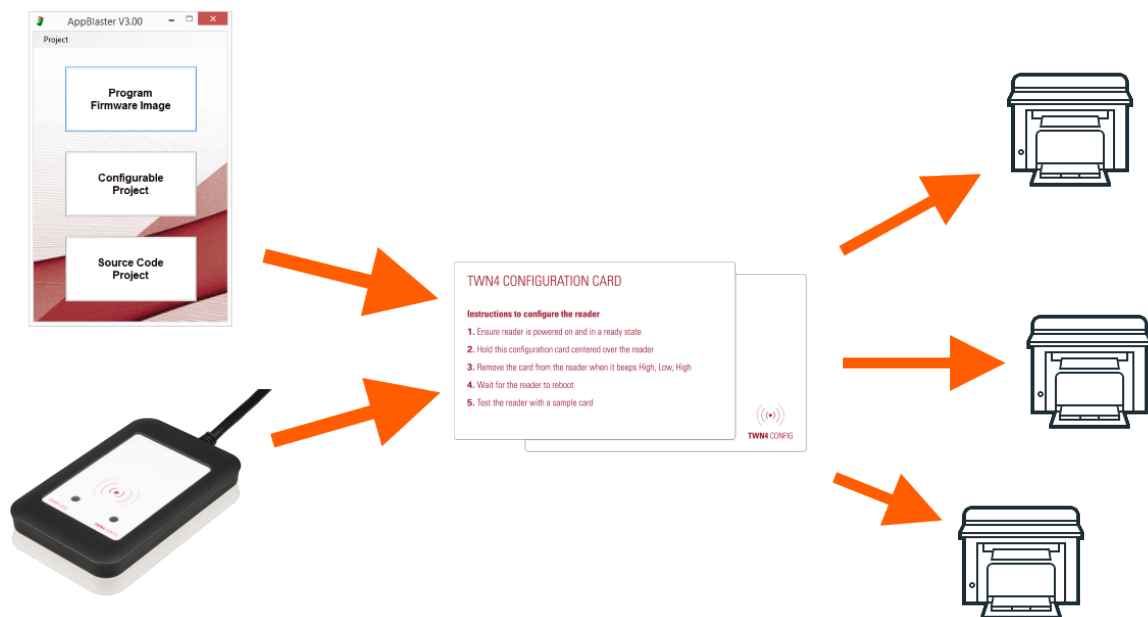 AppBlaster V3.00
Project
Program
Firmware Image
Configurable
Project
Source Code
Project
TWN4 CONFIGURATION CARD
Instructions to configure the reader
1. Ensure reader is powered on and in a ready state
2. Hold this configuration card centered over the reader
3. Remove the card from the reader when it beeps High, Low, High
4. Wait for the reader to reboot
5. Test the reader with a sample card
TWN4 CONFIG